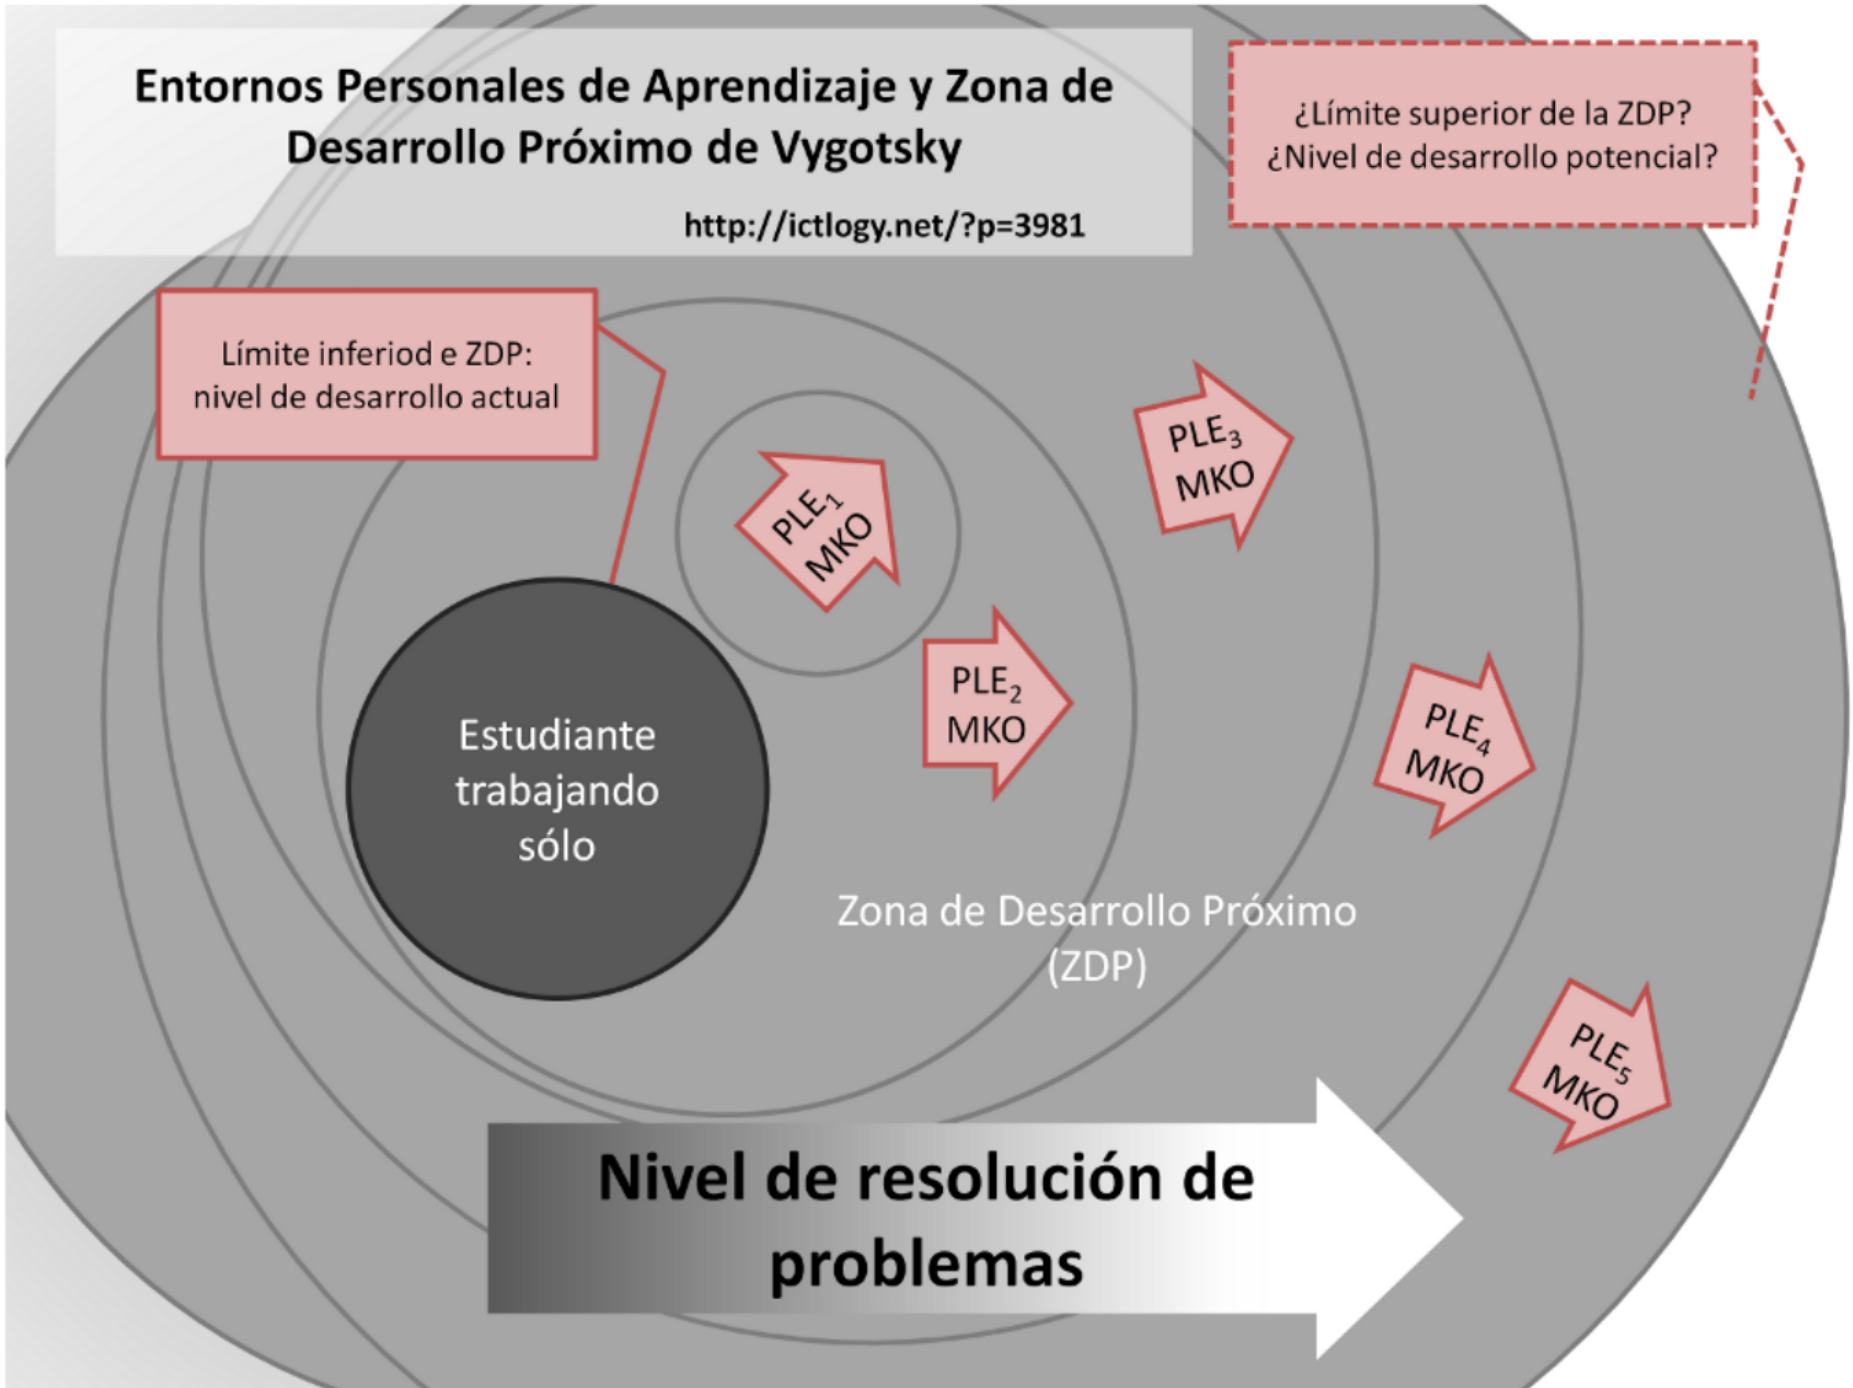 Entornos Personales de Aprendizaje y Zona de
Desarrollo Próximo de Vygotsky
http://ictlogy.net/?p=3981
¿Límite superior de la ZDP?
¿Nivel de desarrollo potencial?
Límite inferiod e ZDP:
nivel de desarrollo actual
PLE₁
MKO
PLE₂
MKO
PLE₃
MKO
PLE₄
MKO
PLE₅
MKO
Estudiante
trabajando
sólo
Zona de Desarrollo Próximo
(ZDP)
Nivel de resolución de
problemas